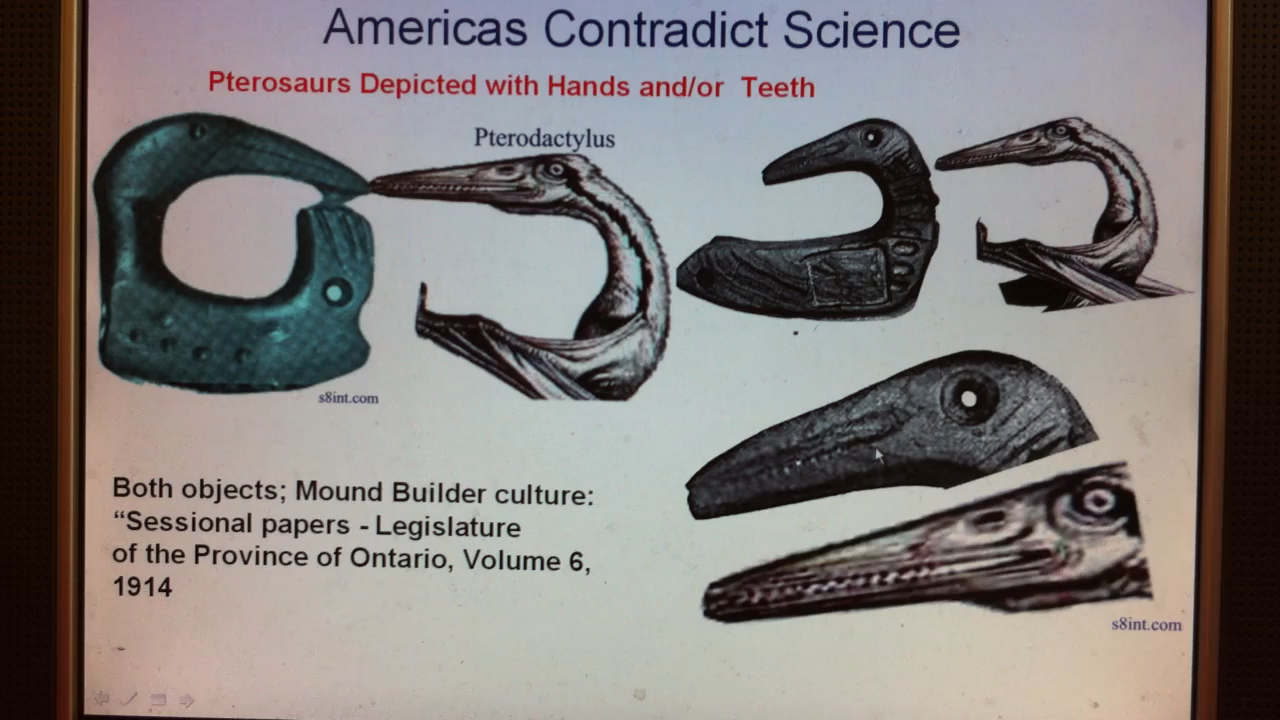 Americas Contradict Science
Pterosaurs Depicted with Hands and/or Teeth
Pterodactylus
s8int.com
Both objects; Mound Builder culture:
“Sessional papers - Legislature
of the Province of Ontario, Volume 6,
1914
s8int.com